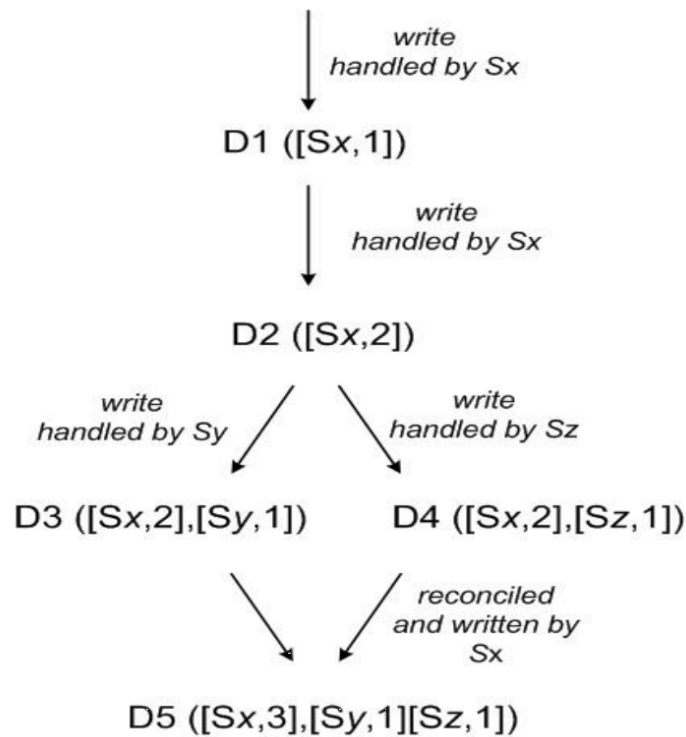 write
handled by Sx
D1 ([Sx,1])
write
handled by Sx
D2 ([Sx,2])
write
handled by Sy
write
handled by Sz
D3 ([Sx,2],[Sy,1])
D4 ([Sx,2],[Sz,1])
reconciled
and written by
Sx
D5 ([Sx,3],[Sy,1][Sz,1])